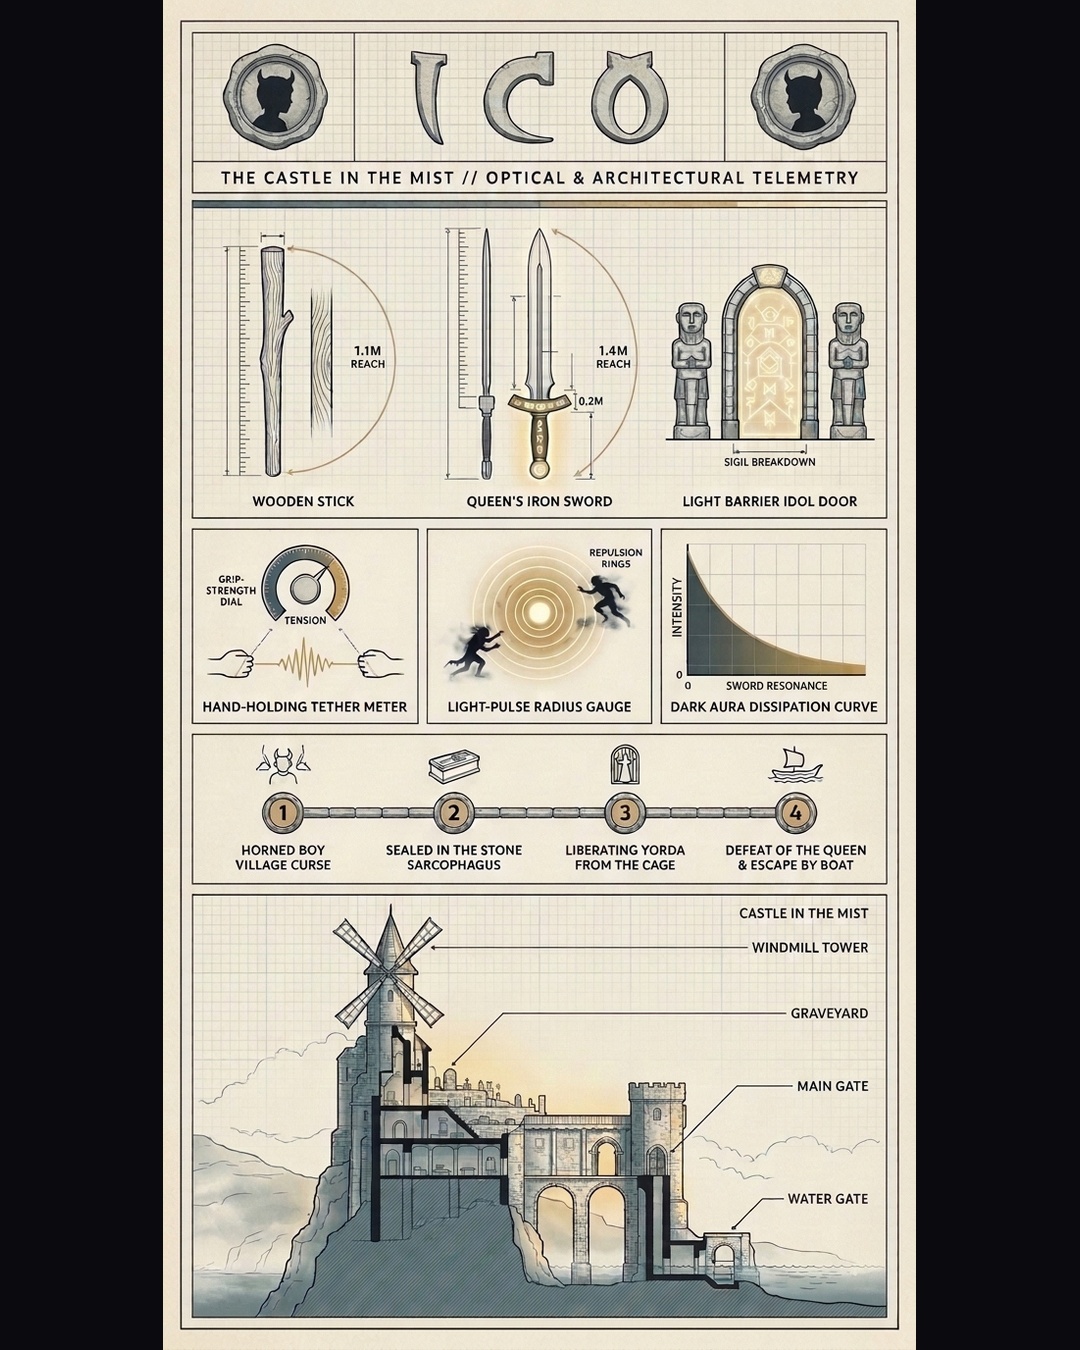 ICO
THE CASTLE IN THE MIST // OPTICAL & ARCHITECTURAL TELEMETRY
1.1M
REACH
WOODEN STICK
1.4M
REACH
0.2M
QUEEN'S IRON SWORD
SIGIL BREAKDOWN
LIGHT BARRIER IDOL DOOR
GRIP-
STRENGTH
DIAL
TENSION
HAND-HOLDING TETHER METER
REPULSION
RINGS
LIGHT-PULSE RADIUS GAUGE
INTENSITY
0
0
SWORD RESONANCE
DARK AURA DISSIPATION CURVE
1
HORNED BOY
VILLAGE CURSE
2
SEALED IN THE STONE
SARCOPHAGUS
3
LIBERATING YORDA
FROM THE CAGE
4
DEFEAT OF THE QUEEN
& ESCAPE BY BOAT
CASTLE IN THE MIST
WINDMILL TOWER
GRAVEYARD
MAIN GATE
WATER GATE